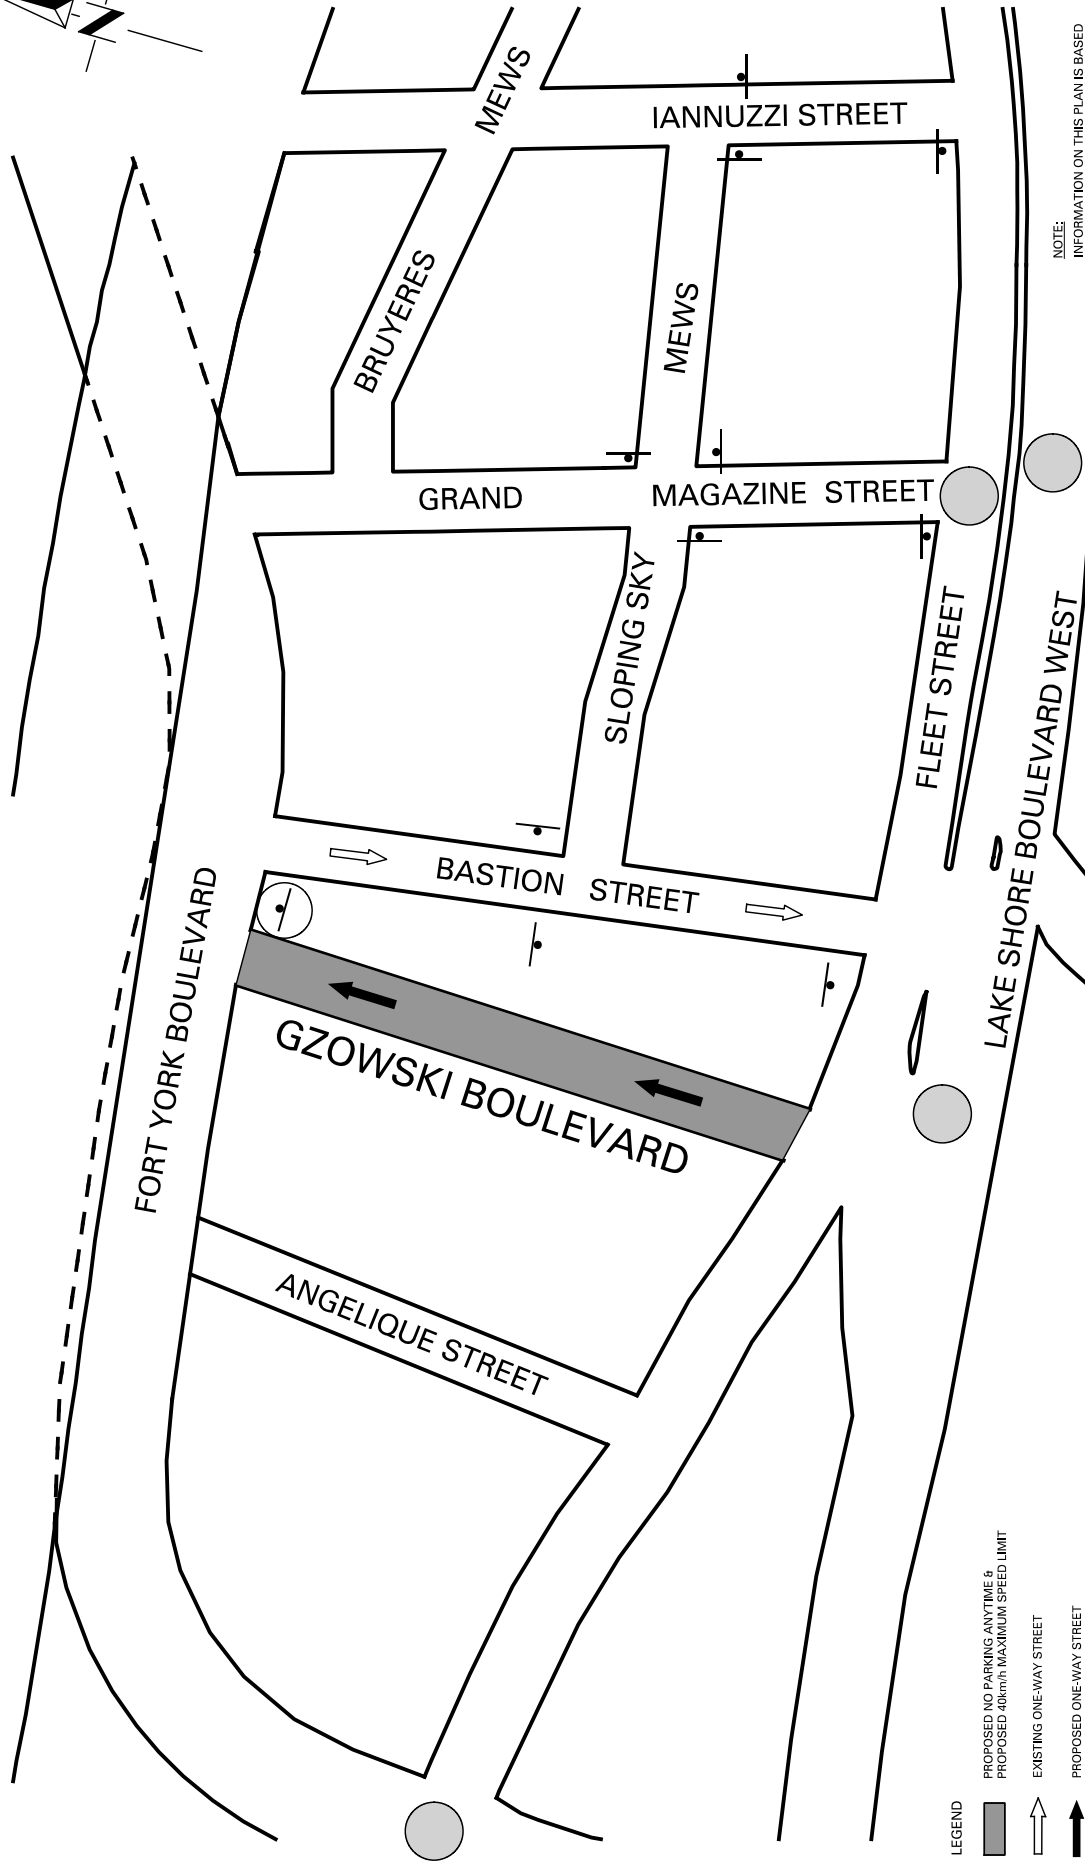 MEWS
IANNUZZI STREET
BRUYERES
MEWS
GRAND
MAGAZINE STREET
SLOPING SKY
FLEET STREET
LAKE SHORE BOULEVARD WEST
BASTION STREET
FORT YORK BOULEVARD
GZOWSKI BOULEVARD
ANGELIQUE STREET
NOTE:
INFORMATION ON THIS PLAN IS BASED
LEGEND
PROPOSED NO PARKING ANYTIME &
PROPOSED 40km/h MAXIMUM SPEED LIMIT
EXISTING ONE-WAY STREET
PROPOSED ONE-WAY STREET